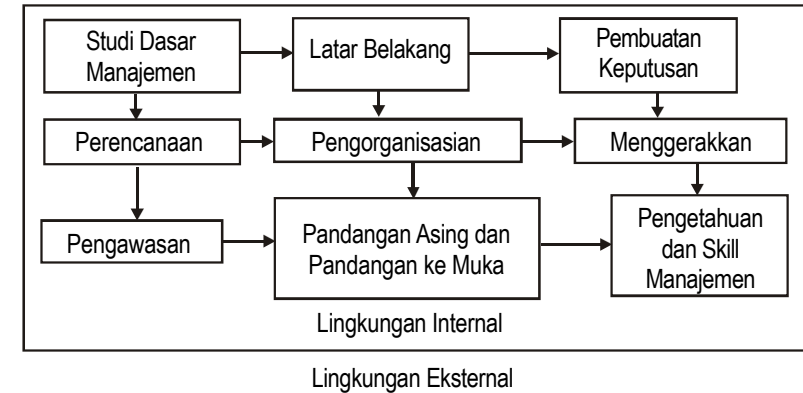 Studi Dasar
Manajemen
Latar Belakang
Pembuatan
Keputusan
Perencanaan
Pengorganisasian
Menggerakkan
Pengawasan
Pandangan Asing dan
Pandangan ke Muka
Pengetahuan
dan Skill
Manajemen
Lingkungan Internal
Lingkungan Eksternal